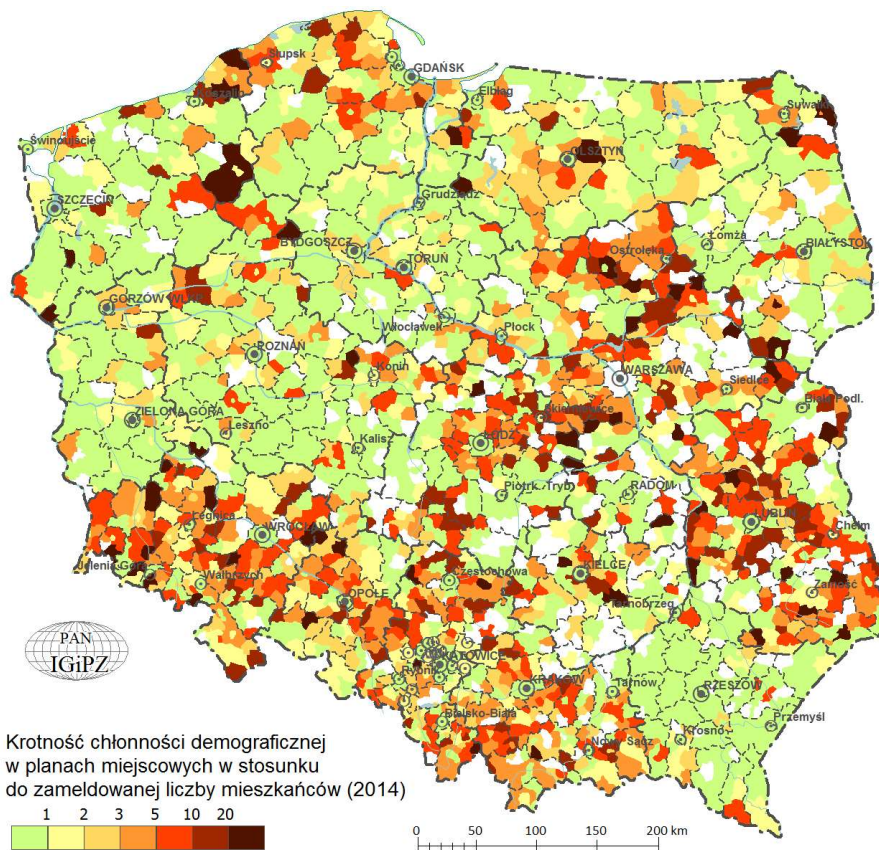 Słupsk
GDAŃSK
Koszalin
Elbląg
Suwałki
Świnoujście
OLSZTYN
SZCZECIN
Grudziądz
Łomża
Ostrołęka
BIAŁYSTOK
BYDGOSZCZ
TORUŃ
GORZÓW WLKP.
Włocławek
Płock
POZNAŃ
Konin
WARSZAWA
Siedlce
Biała Podl.
ZIELONA GÓRA
Skierniewice
Leszno
ŁÓDŹ
Kalisz
Piotrk. Tryb.
RADOM
Legnica
LUBLIN
WROCŁAW
Chełm
Jelenia Góra
Wałbrzych
Częstochowa
KIELCE
Zamość
OPOLE
Tarnobrzeg
PAN
IGiPZ
KATOWICE
Rybnik
KRAKÓW
Tarnów
RZESZÓW
Bielsko-Biała
Przemyśl
Krosno
Nowy Sącz
Krotność chłonności demograficznej
w planach miejscowych w stosunku
do zameldowanej liczby mieszkańców (2014)
1 2 3 5 10 20
0 50 100 150 200 km